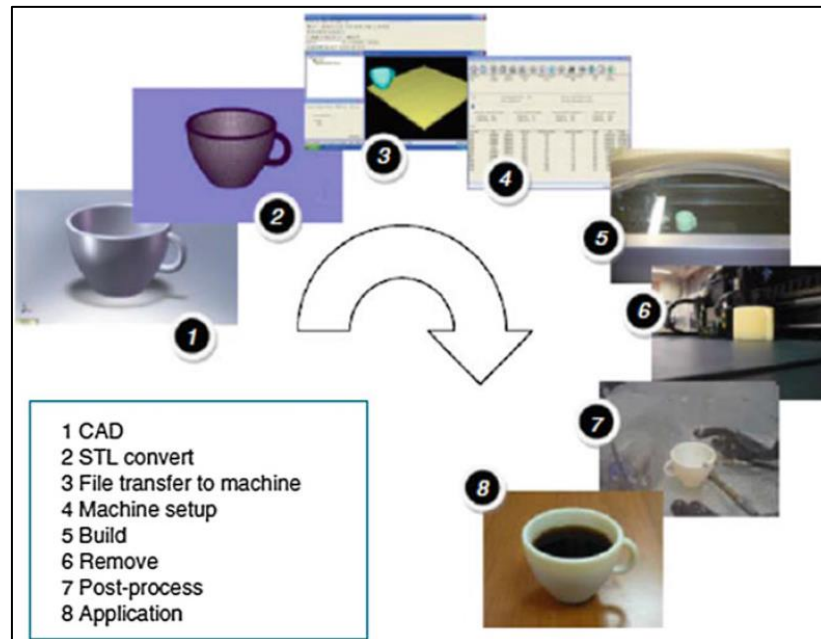 3
4
2
5
1
6
7
8
1 CAD
2 STL convert
3 File transfer to machine
4 Machine setup
5 Build
6 Remove
7 Post-process
8 Application